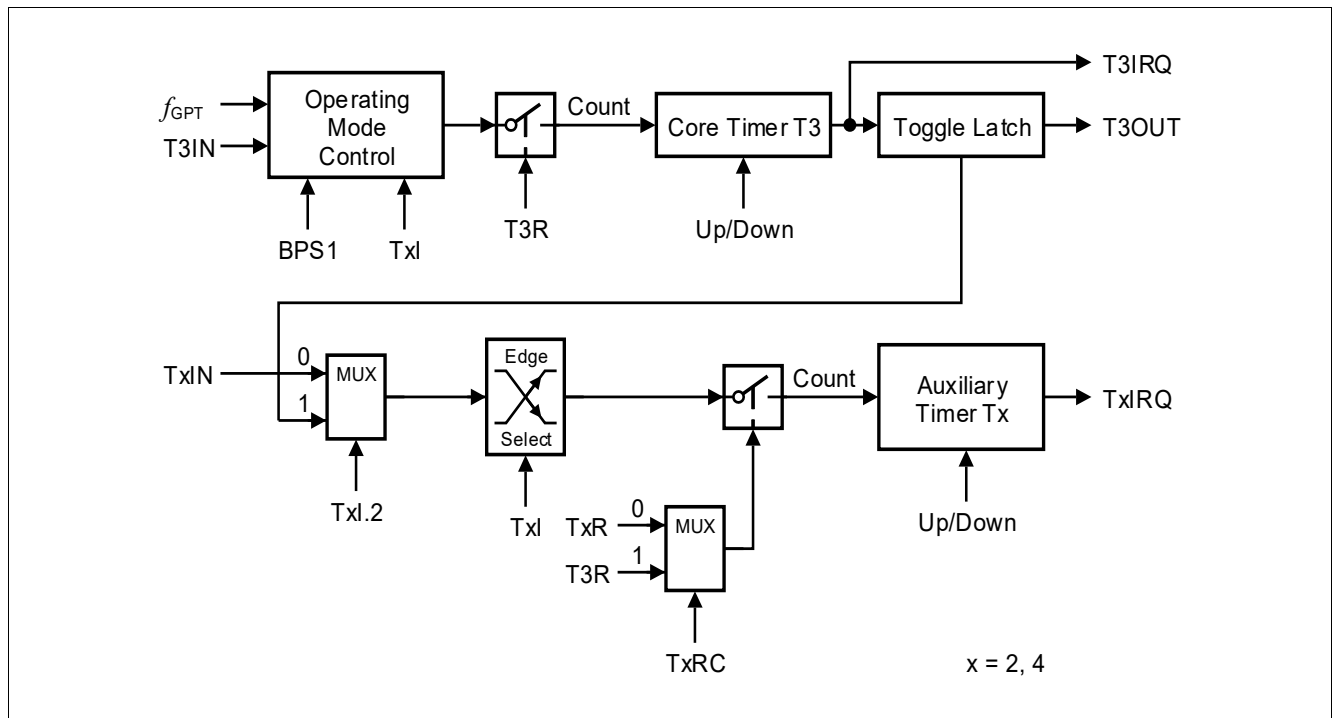 T3IRQ
f GPT
Operating
Mode
Control
Count
Core Timer T3
Toggle Latch
T3OUT
T3IN
T3R
Up/Down
BPS1
TxI
TxIN
0
MUX
1
TxI.2
Edge
Select
TxI
Count
Auxiliary
Timer Tx
TxIRQ
Up/Down
TxR
0
MUX
T3R
1
TxRC
x = 2, 4